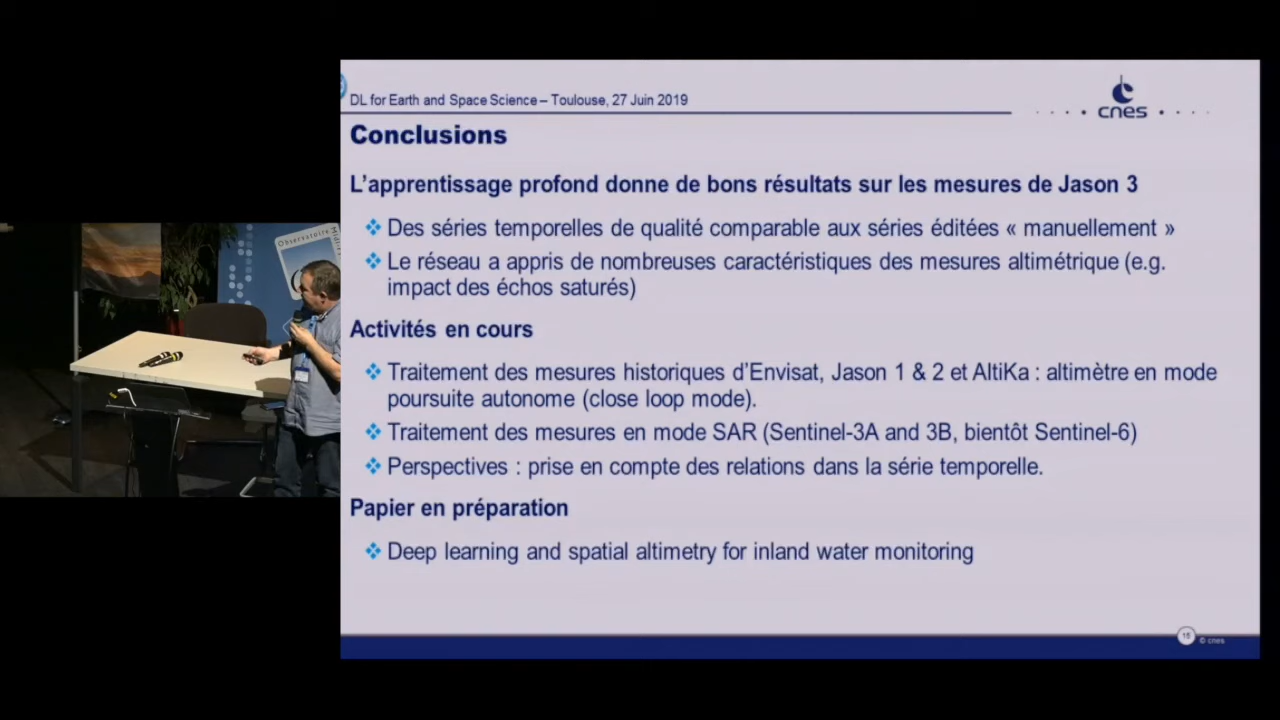 DL for Earth and Space Science – Toulouse, 27 Juin 2019
cnes
Conclusions
L'apprentissage profond donne de bons résultats sur les mesures de Jason 3
Des séries temporelles de qualité comparable aux séries éditées « manuellement »
Le réseau a appris de nombreuses caractéristiques des mesures altimétrique (e.g.
impact des échos saturés)
Activités en cours
Traitement des mesures historiques d'Envisat, Jason 1 & 2 et AltiKa : altimètre en mode
poursuite autonome (close loop mode).
Traitement des mesures en mode SAR (Sentinel-3A and 3B, bientôt Sentinel-6)
Perspectives : prise en compte des relations dans la série temporelle.
Papier en préparation
Deep learning and spatial altimetry for inland water monitoring
© cnes
Observatoire